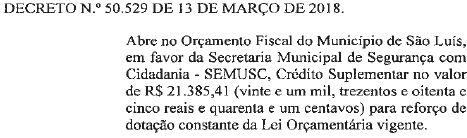 DECRETO N.º 50.529 DE 13 DE MARÇO DE 2018.
Abre no Orçamento Fiscal do Município de São Luís,
em favor da Secretaria Municipal de Segurança com
Cidadania - SEMUSC, Crédito Suplementar no valor
de R$ 21.385,41 (vinte e um mil, trezentos e oitenta e
cinco reais e quarenta e um centavos) para reforço de
dotação constante da Lei Orçamentária vigente.